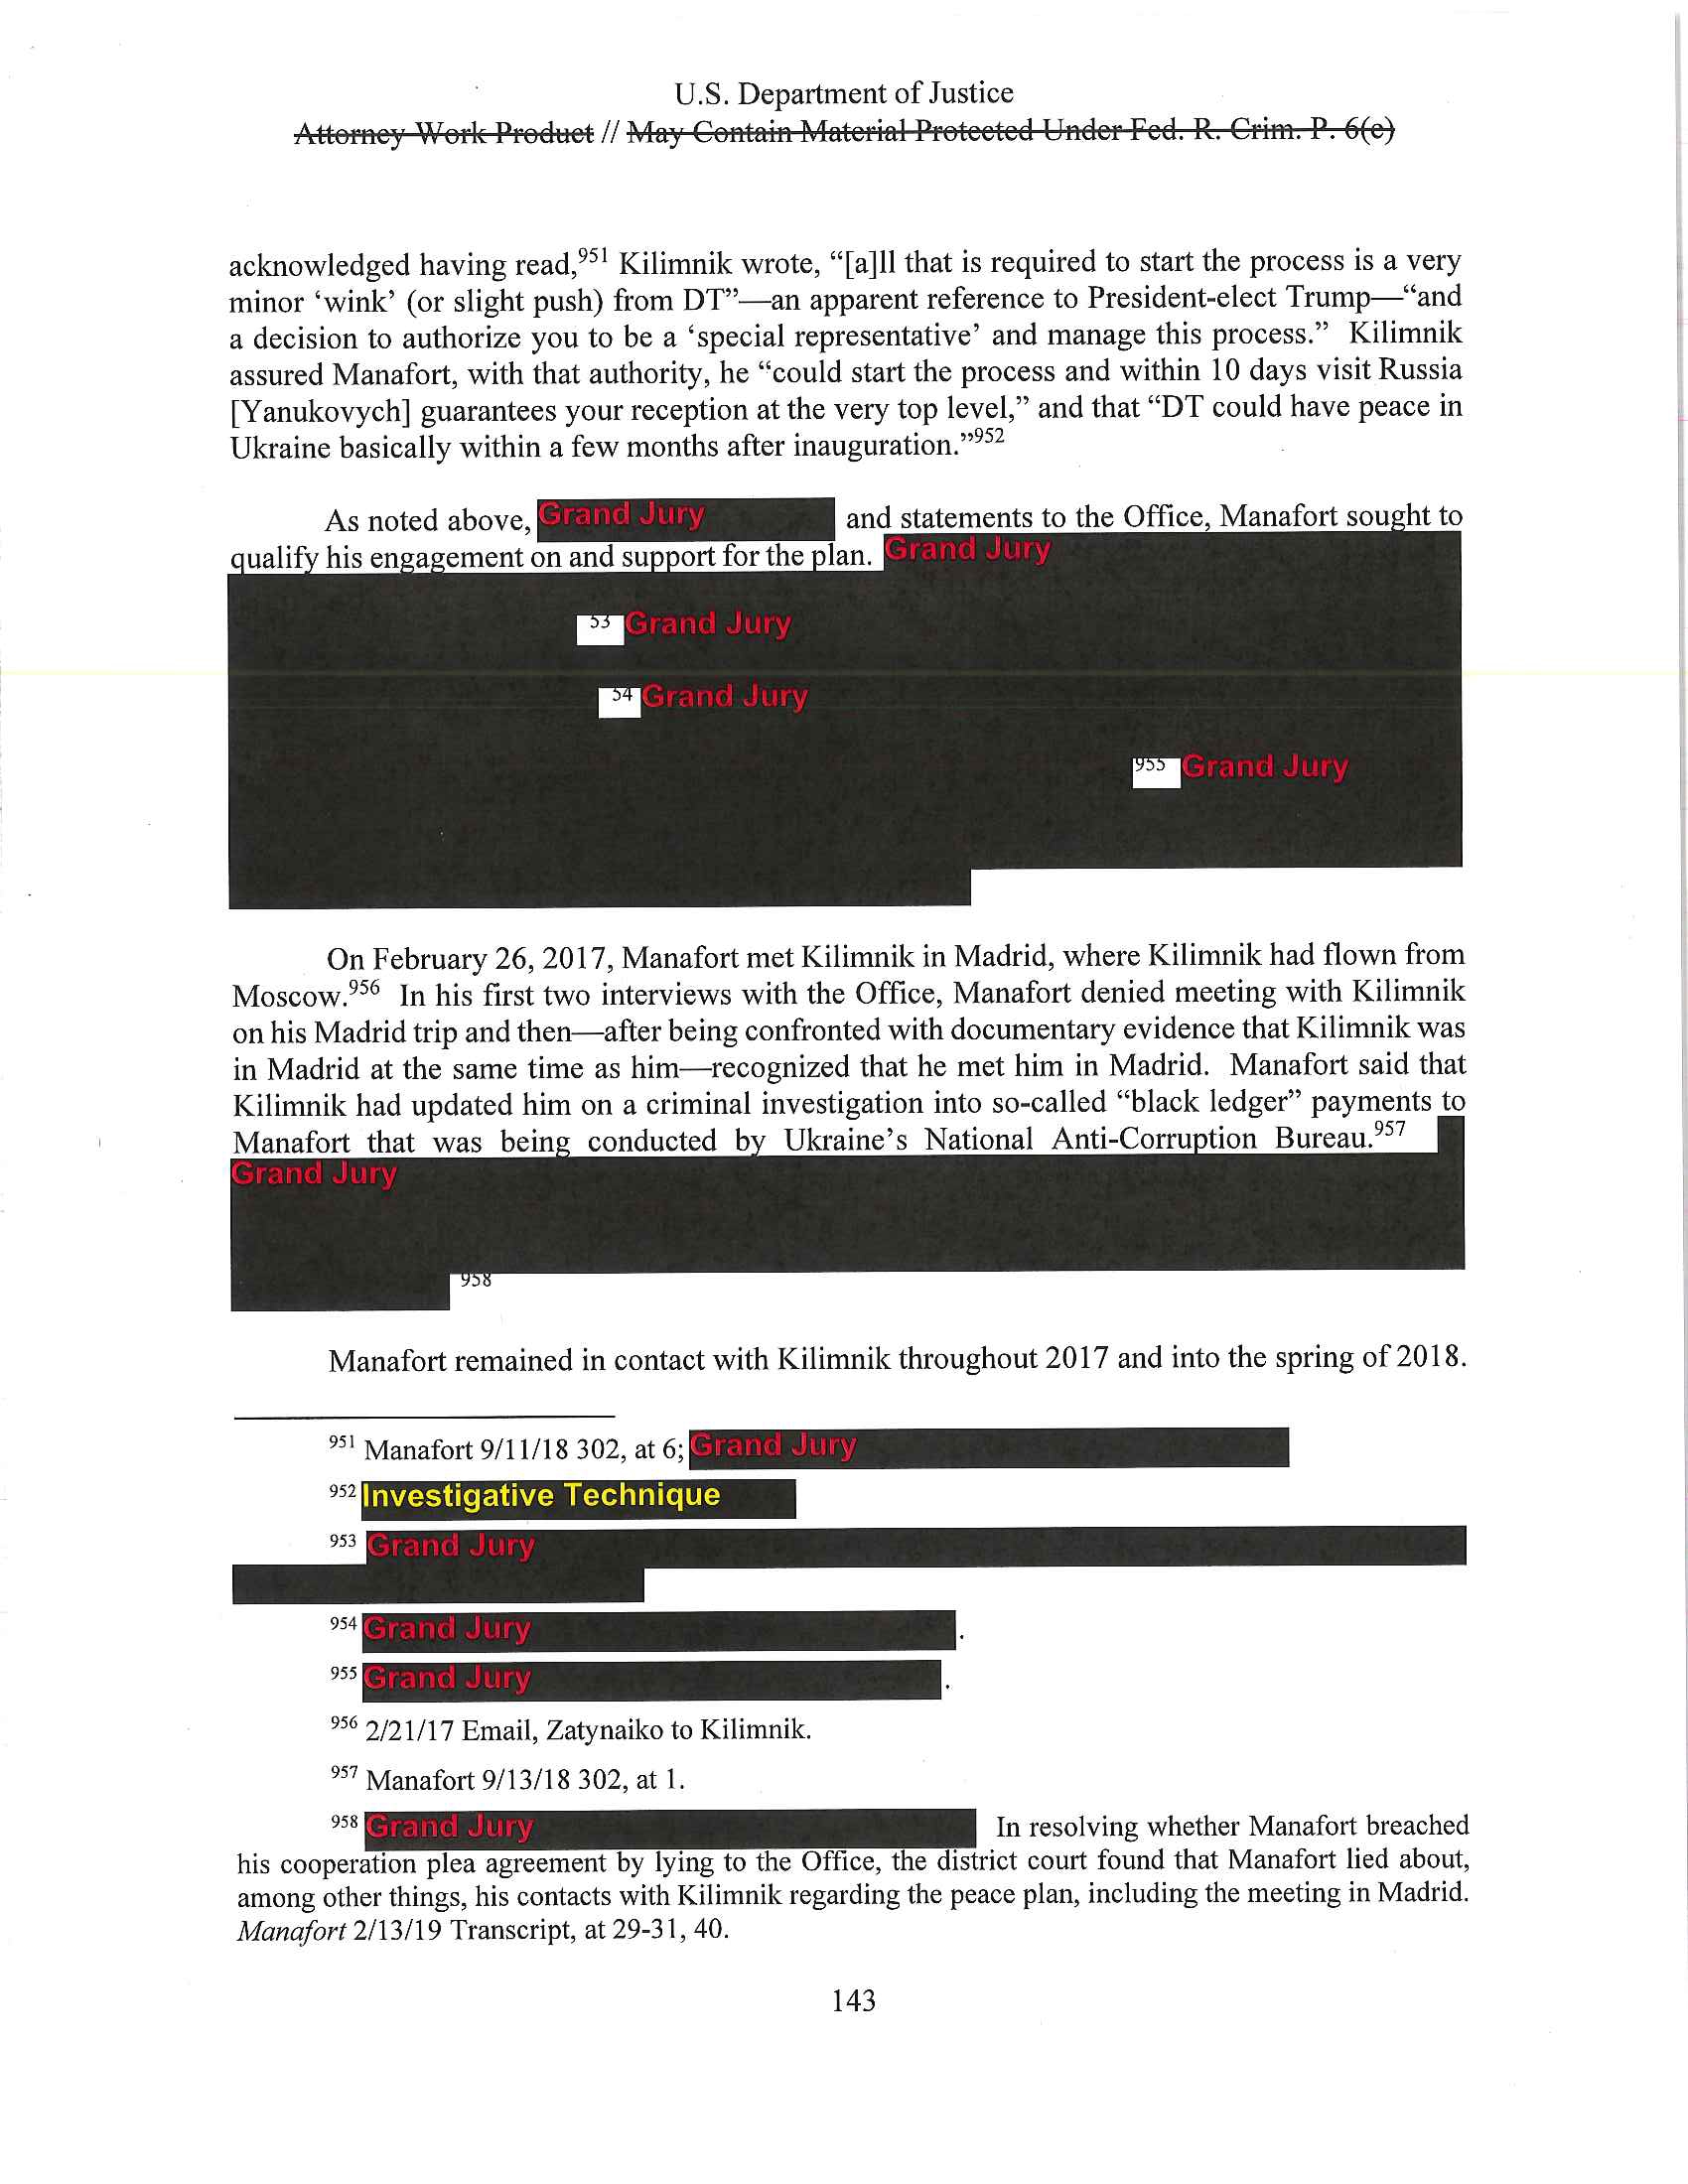 U.S. Department of Justice
Attorney Work Product // May Contain Material Protected Under Fed. R. Crim. P. 6(e)
acknowledged having read,951 Kilimnik wrote, “[a]ll that is required to start the process is a very
minor ‘wink’ (or slight push) from DT”—an apparent reference to President-elect Trump—“and
a decision to authorize you to be a ‘special representative’ and manage this process.” Kilimnik
assured Manafort, with that authority, he “could start the process and within 10 days visit Russia
[Yanukovych] guarantees your reception at the very top level,” and that “DT could have peace in
Ukraine basically within a few months after inauguration.”952
As noted above, Grand Jury and statements to the Office, Manafort sought to
qualify his engagement on and support for the plan. Grand Jury
53 Grand Jury
54 Grand Jury
955 Grand Jury
On February 26, 2017, Manafort met Kilimnik in Madrid, where Kilimnik had flown from
Moscow.956 In his first two interviews with the Office, Manafort denied meeting with Kilimnik
on his Madrid trip and then—after being confronted with documentary evidence that Kilimnik was
in Madrid at the same time as him—recognized that he met him in Madrid. Manafort said that
Kilimnik had updated him on a criminal investigation into so-called “black ledger” payments to
Manafort that was being conducted by Ukraine’s National Anti-Corruption Bureau.957
Grand Jury
958
Manafort remained in contact with Kilimnik throughout 2017 and into the spring of 2018.
951 Manafort 9/11/18 302, at 6; Grand Jury
952 Investigative Technique
953 Grand Jury
954 Grand Jury .
955 Grand Jury .
956 2/21/17 Email, Zatynaiko to Kilimnik.
957 Manafort 9/13/18 302, at 1.
958 Grand Jury In resolving whether Manafort breached
his cooperation plea agreement by lying to the Office, the district court found that Manafort lied about,
among other things, his contacts with Kilimnik regarding the peace plan, including the meeting in Madrid.
Manafort 2/13/19 Transcript, at 29-31, 40.
143